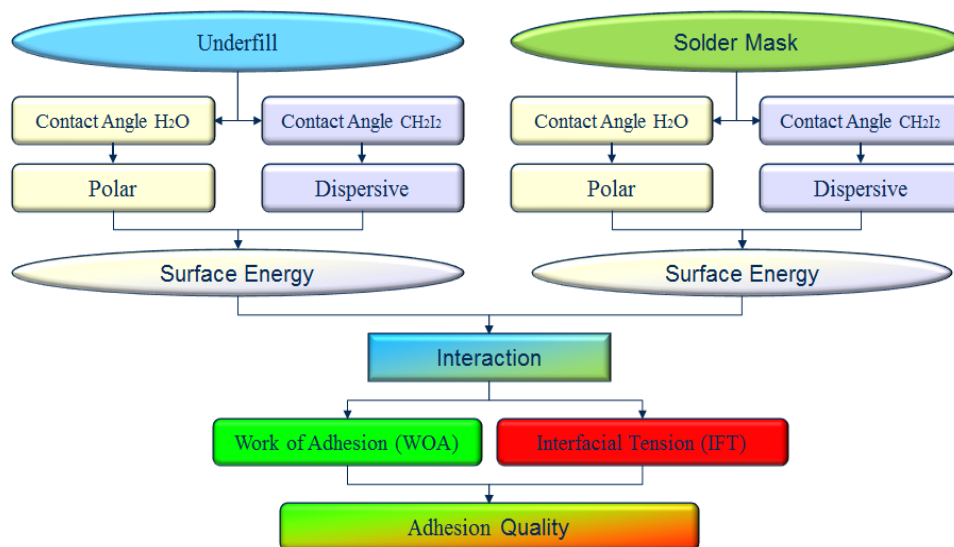 Underfill
Solder Mask
Contact Angle H2O
Contact Angle CH2I2
Contact Angle H2O
Contact Angle CH2I2
Polar
Dispersive
Polar
Dispersive
Surface Energy
Surface Energy
Interaction
Work of Adhesion (WOA)
Interfacial Tension (IFT)
Adhesion Quality